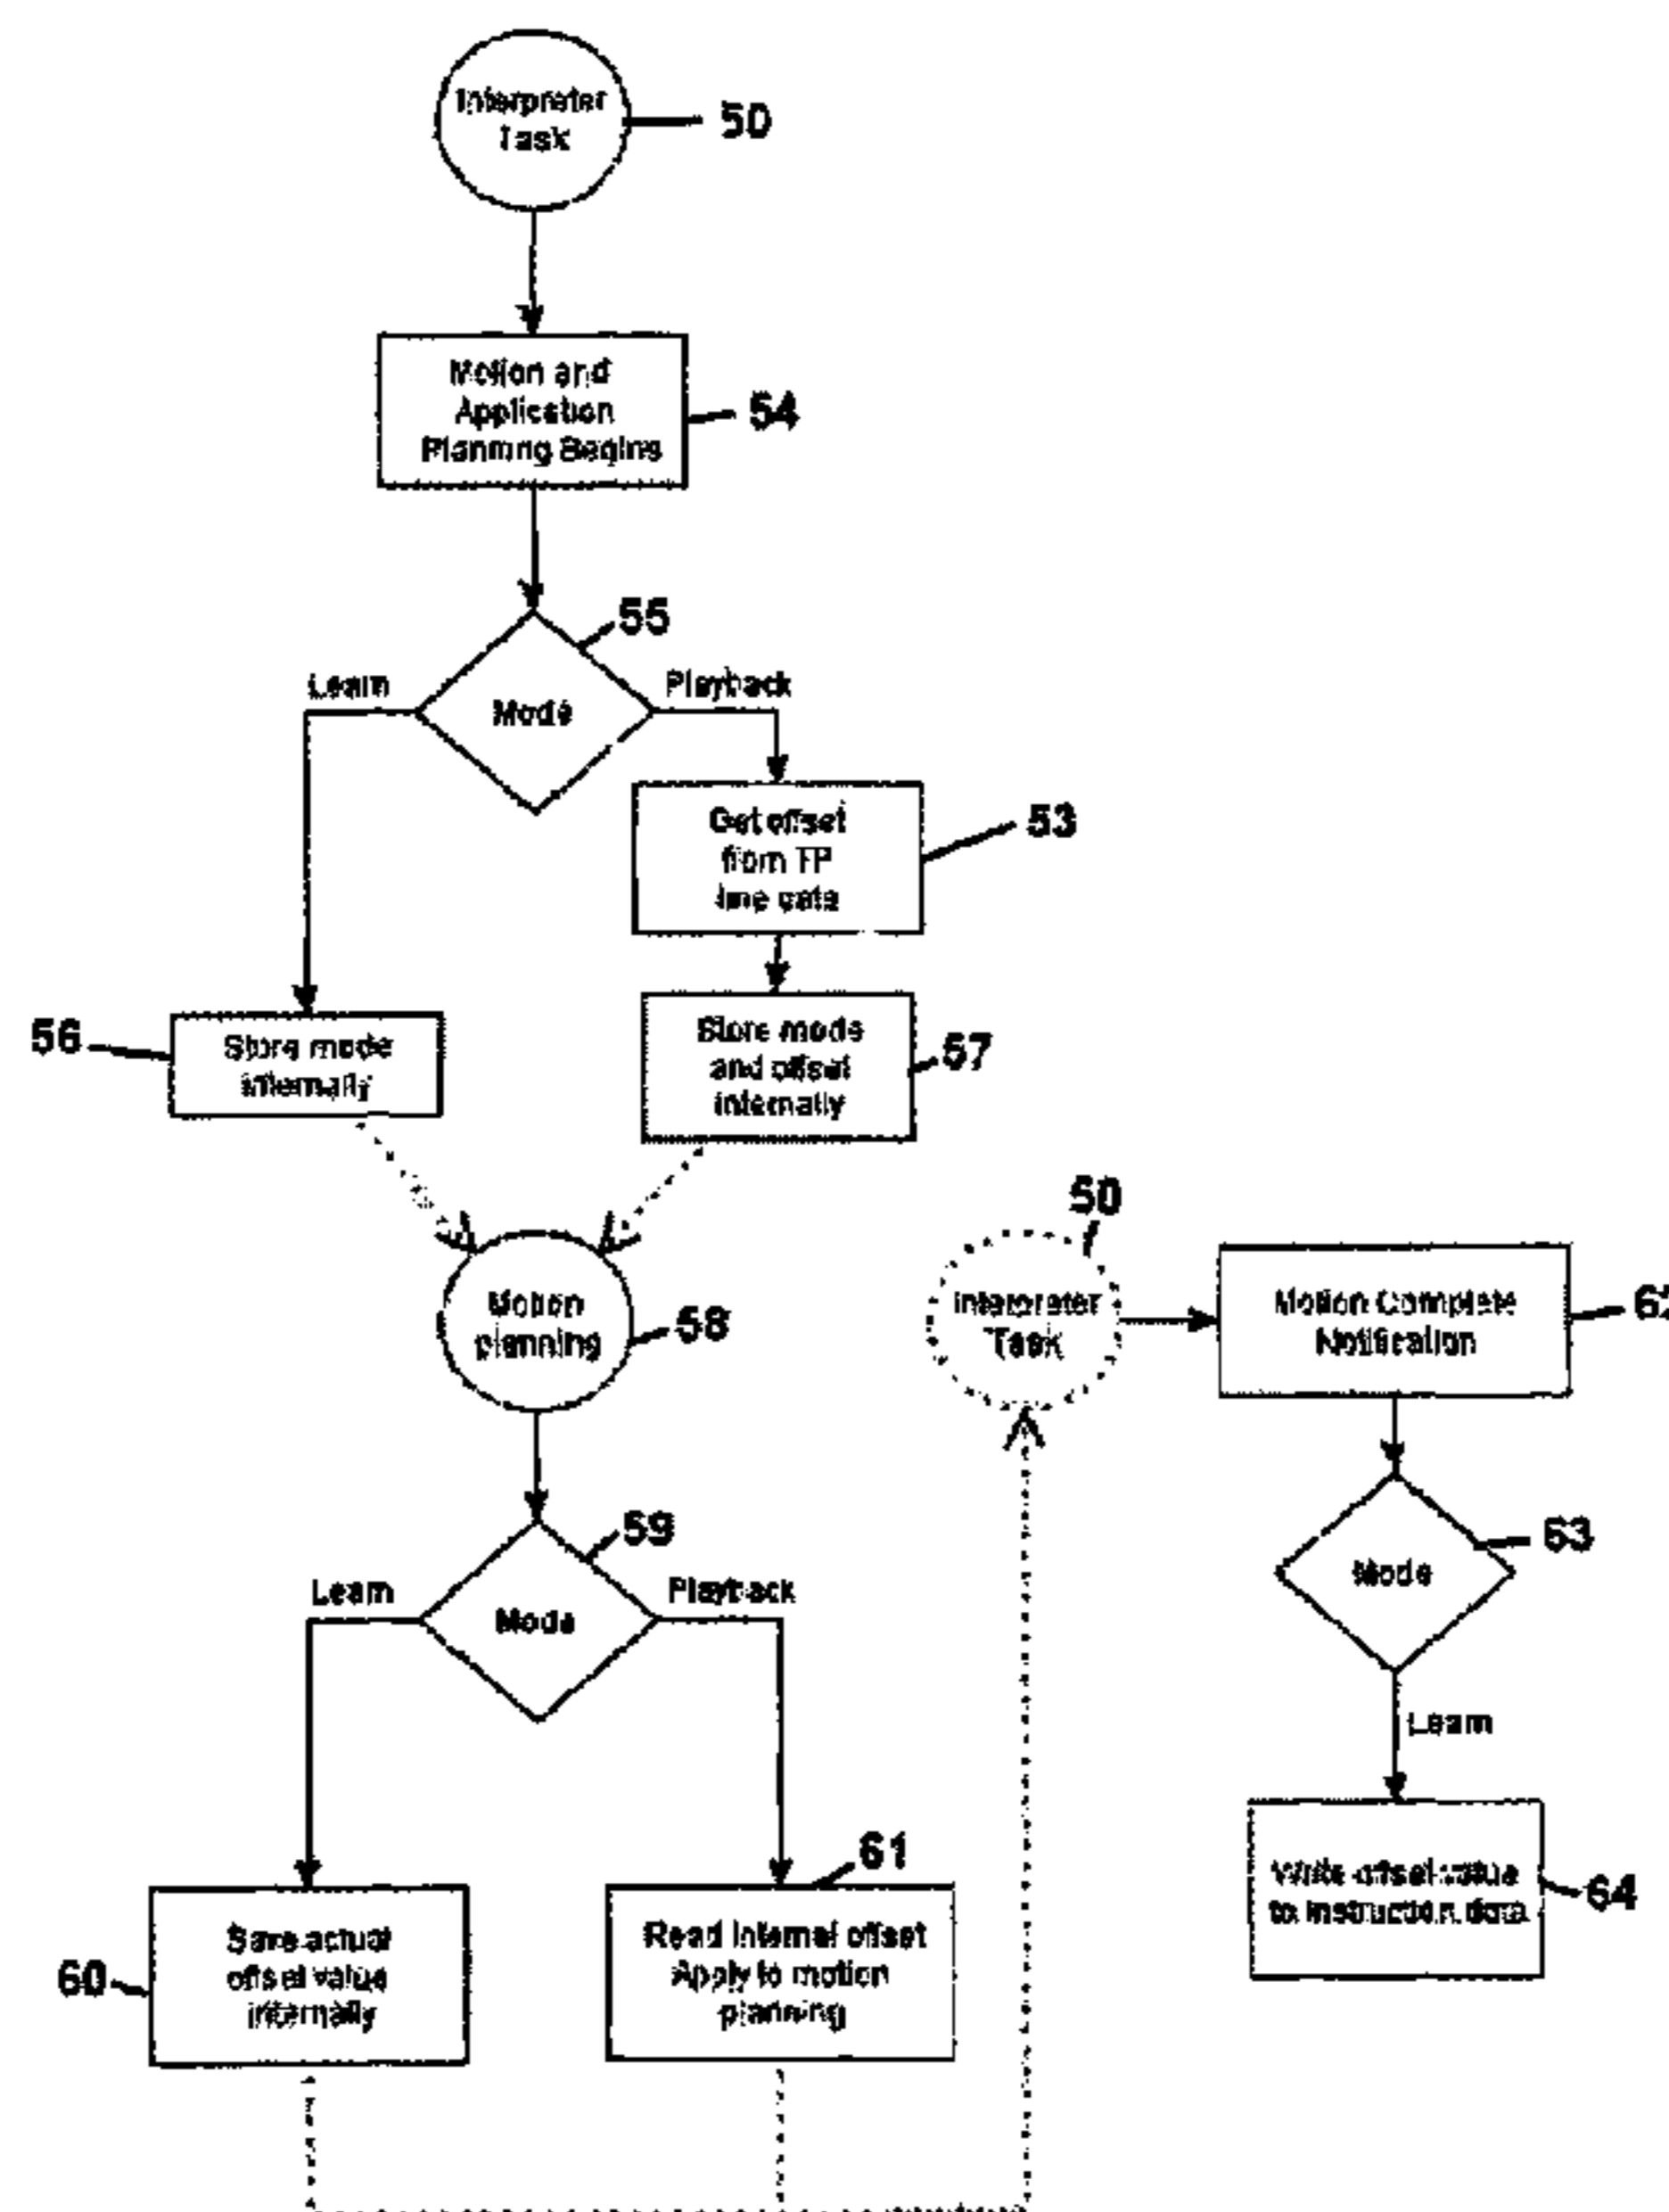 Interpreter
Task
50
Motion and
Application
Planning Begins
54
55
Learn
Playback
Mode
Get offset
from TP
line data
53
56
Store mode
internally
Store mode
and offset
internally
57
50
Motion
planning
58
Interpreter
Task
Motion Complete
Notification
59
63
Learn
Playback
Mode
Mode
Learn
61
60
Save actual
offset value
internally
Read Internal offset
Apply to motion
planning
Write offset value
to instruction data
64